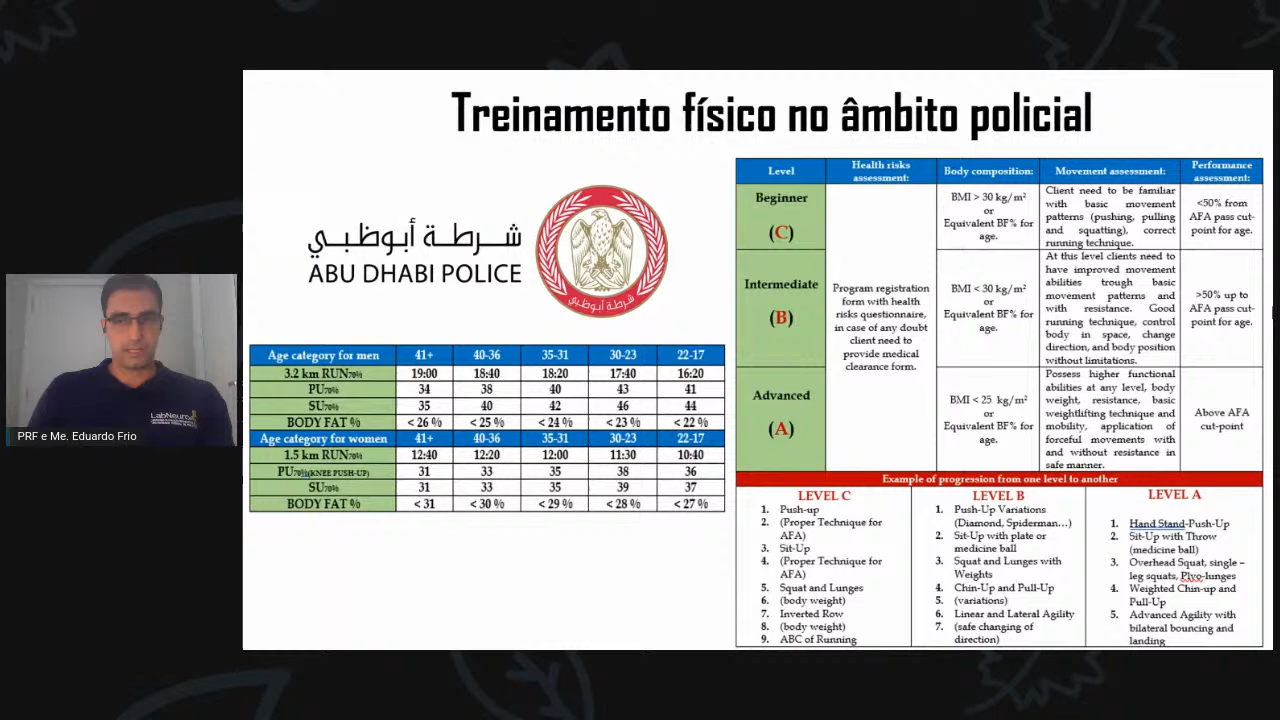 Treinamento físico no âmbito policial
شرطة أبوظبي
ABU DHABI POLICE
شرطة أبوظبي
Age category for men 41+ 40-36 35-31 30-23 22-17
3.2 km RUN70% 19:00 18:40 18:20 17:40 16:20
PU70% 34 38 40 43 41
SU70% 35 40 42 46 44
BODY FAT % < 26 % < 25 % < 24 % < 23 % < 22 %
Age category for women 41+ 40-36 35-31 30-23 22-17
1.5 km RUN70% 12:40 12:20 12:00 11:30 10:40
PU70%(KNEE PUSH-UP) 31 33 35 38 36
SU70% 31 33 35 39 37
BODY FAT % < 31 < 30 % < 29 % < 28 % < 27 %
Level
Health risks
assessment:
Body composition:
Movement assessment:
Performance
assessment:
Beginner
(C)
BMI > 30 kg/m²
or
Equivalent BF% for
age.
Client need to be familiar
with basic movement
patterns (pushing, pulling
and squatting), correct
running technique.
<50% from
AFA pass cut-
point for age.
Intermediate
(B)
Program registration
form with health
risks questionnaire,
in case of any doubt
client need to
provide medical
clearance form.
BMI < 30 kg/m²
or
Equivalent BF% for
age.
At this level clients need to
have improved movement
abilities trough basic
movement patterns and
with resistance. Good
running technique, control
body in space, change
direction, and body position
without limitations.
>50% up to
AFA pass cut-
point for age.
Advanced
(A)
BMI < 25 kg/m²
or
Equivalent BF% for
age.
Possess higher functional
abilities at any level, body
weight, resistance, basic
weightlifting technique and
mobility, application of
forceful movements with
and without resistance in
safe manner.
Above AFA
cut-point
Example of progression from one level to another
LEVEL C
1. Push-up
2. (Proper Technique for
AFA)
3. Sit-Up
4. (Proper Technique for
AFA)
5. Squat and Lunges
6. (body weight)
7. Inverted Row
8. (body weight)
9. ABC of Running
LEVEL B
1. Push-Up Variations
(Diamond, Spiderman...)
2. Sit-Up with plate or
medicine ball
3. Squat and Lunges with
Weights
4. Chin-Up and Pull-Up
5. (variations)
6. Linear and Lateral Agility
7. (safe changing of
direction)
LEVEL A
1. Hand Stand-Push-Up
2. Sit-Up with Throw
(medicine ball)
3. Overhead Squat, single –
leg squats, Plyo-lunges
4. Weighted Chin-up and
Pull-Up
5. Advanced Agility with
bilateral bouncing and
landing
LabNeuro
PRF e Me. Eduardo Frio